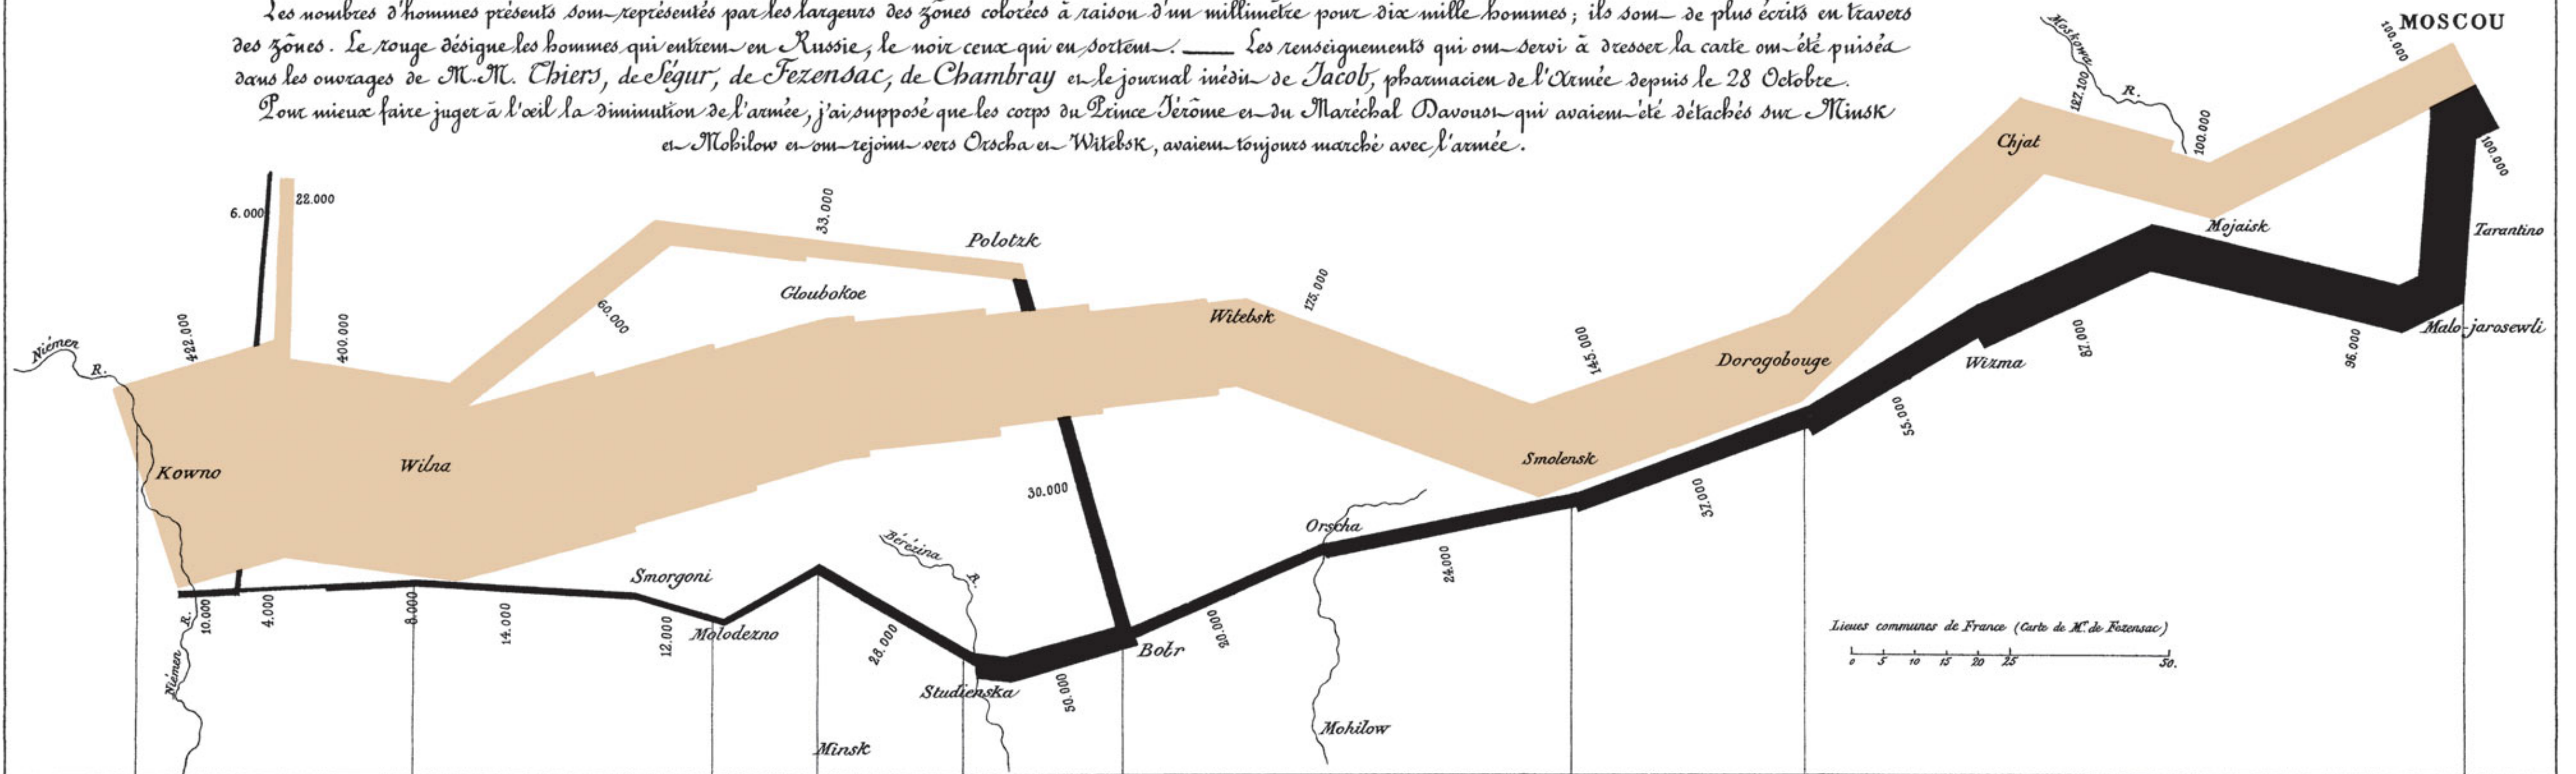 Les nombres d'hommes présents sont représentés par les largeurs des zônes colorées à raison d'un millimètre pour dix mille hommes; ils sont de plus écrits en travers
des zônes. Le rouge désigne les hommes qui entrent en Russie, le noir ceux qui en sortent. — Les renseignements qui ont servi à dresser la carte ont été puisés
dans les ouvrages de M.M. Thiers, de Ségur, de Fezensac, de Chambray et le journal inédit de Jacob, pharmacien de l'Armée depuis le 28 Octobre.
Pour mieux faire juger à l'œil la diminution de l'armée, j'ai supposé que les corps du Prince Jérôme et du Maréchal Davoust qui avaient été détachés sur Minsk
et Mohilow et ont rejoint vers Orscha et Witebsk, avaient toujours marché avec l'armée.
MOSCOU
100.000
Moskowa
R.
127.100
100.000
100.000
Chjat
Mojaisk
Tarantino
Malo-jarosewli
6.000
22.000
33.000
Polotzk
Gloubokoe
60.000
422.000
400.000
Niémen
R.
Kowno
Wilna
Witebsk
175.000
145.000
Dorogobouge
Smolensk
Wizma
87.000
96.000
55.000
37.000
30.000
Orscha
24.000
Bérézina
R.
Smorgoni
Molodezno
10.000
4.000
8.000
14.000
12.000
28.000
Studienska
50.000
Bobr
20.000
R.
Niémen
Minsk
Mohilow
Lieues communes de France (Carte de M. de Fezensac)
0 5 10 15 20 25 50.